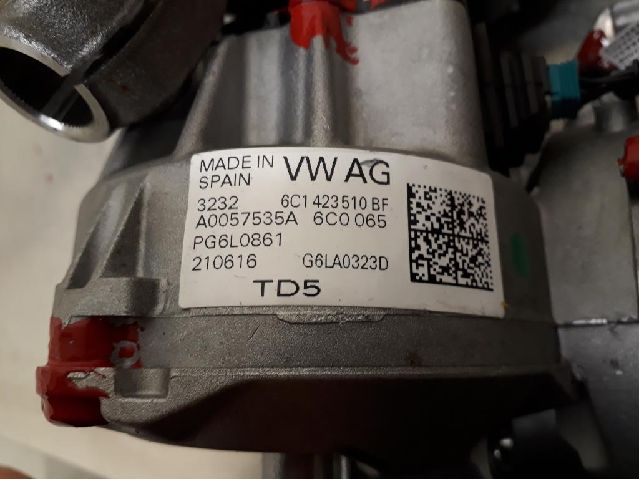 MADE IN SPAIN VW AG
3232 6C1 423 510 BF
A0057535A 6C0 065
PG6L0861
210616 G6LA0323D
TD5